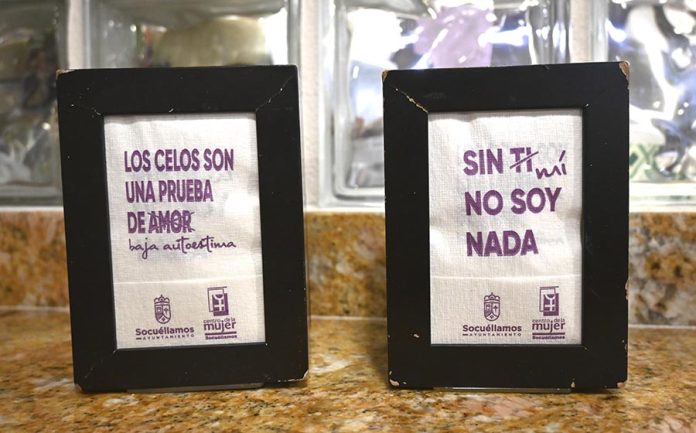 LOS CELOS SON
UNA PRUEBA
DE AMOR
baja autoestima
Socuéllamos
AYUNTAMIENTO
centro de la
mujer
Socuéllamos
SIN TI mí
NO SOY
NADA
Socuéllamos
AYUNTAMIENTO
centro de la
mujer
Socuéllamos